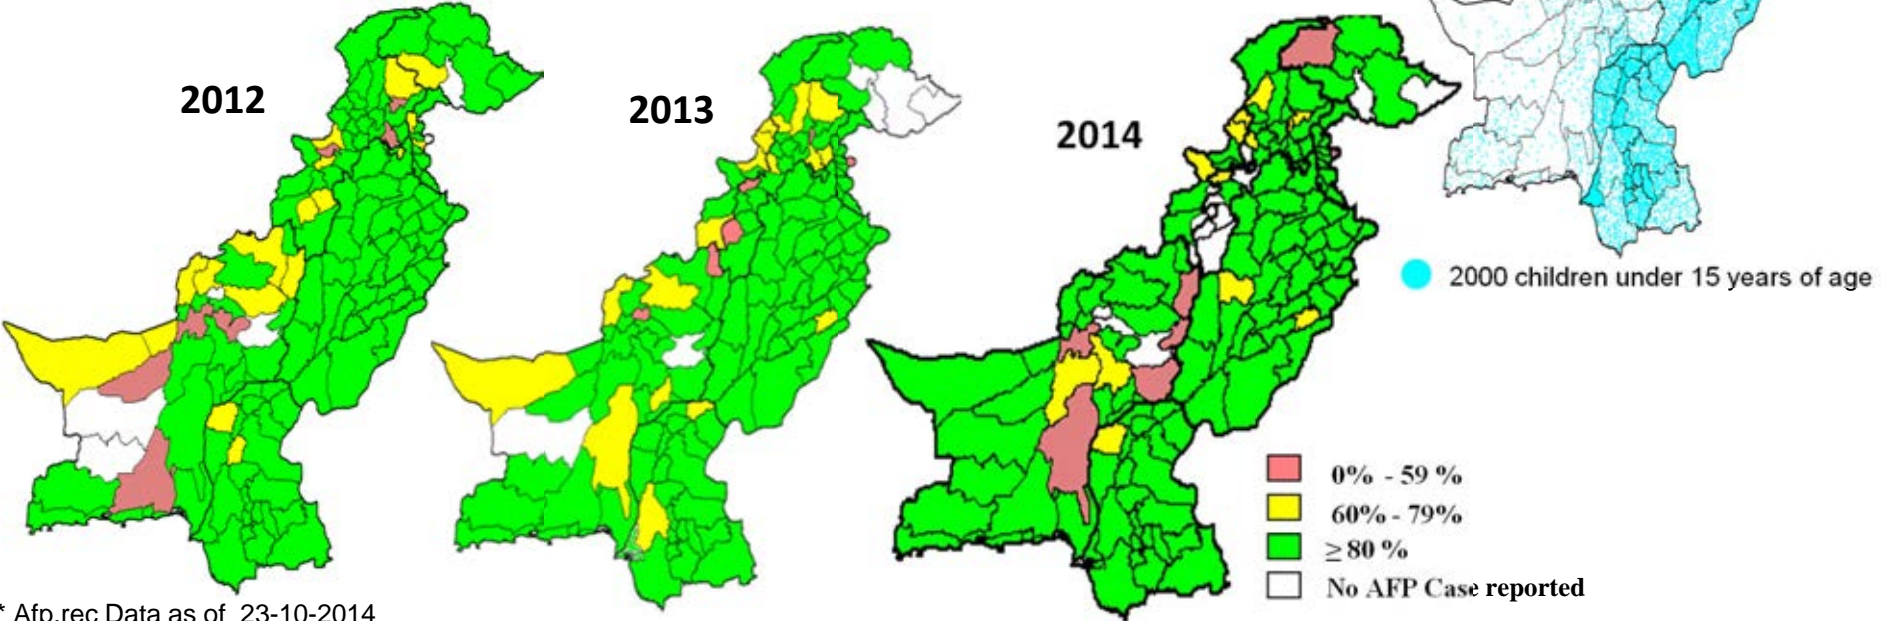 2012
2013
2014
2000 children under 15 years of age
0% - 59 %
60% - 79%
≥ 80 %
No AFP Case reported
* Afp.rec Data as of 23-10-2014